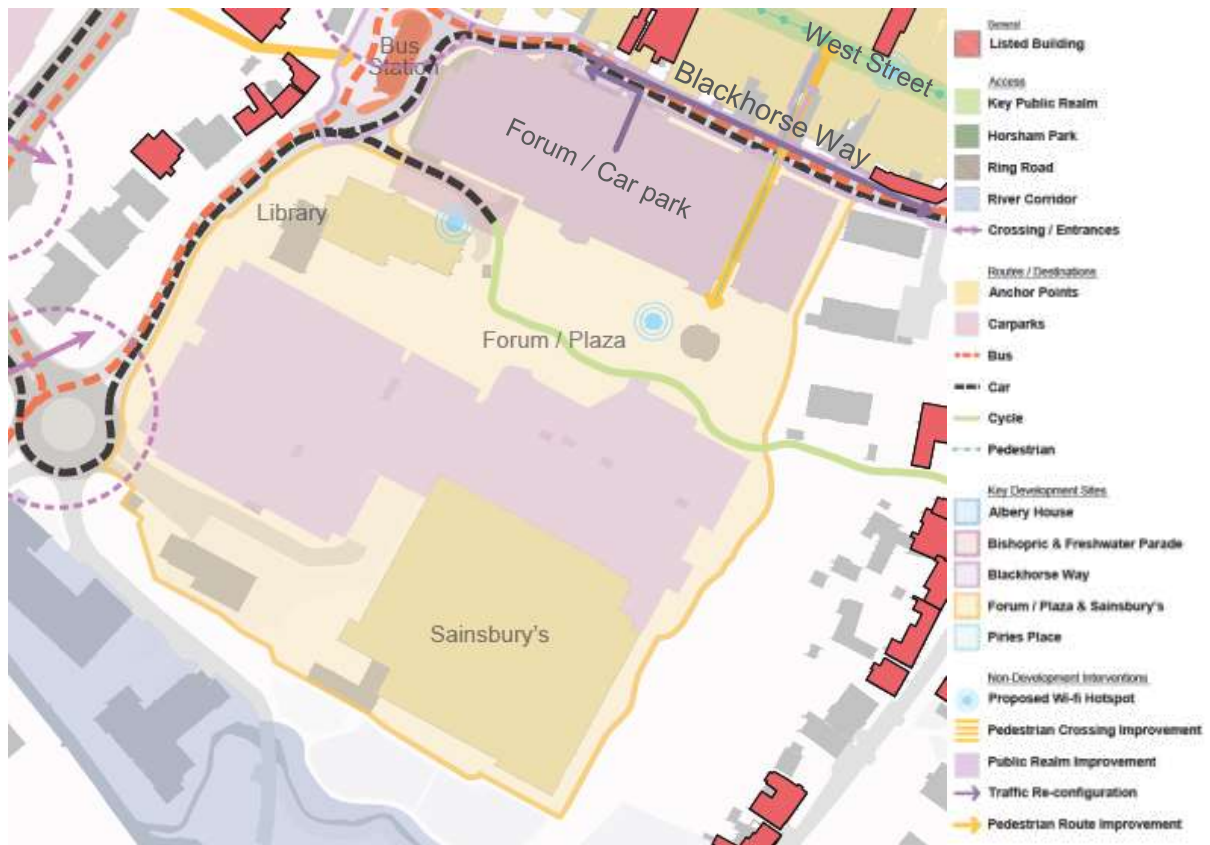 Bus
Station
West Street
Blackhorse Way
Forum / Car park
Library
Forum / Plaza
Sainsbury's
General
Listed Building
Access
Key Public Realm
Horsham Park
Ring Road
River Corridor
Crossing / Entrances
Routes / Destinations
Anchor Points
Carparks
Bus
Car
Cycle
Pedestrian
Key Development Sites
Albery House
Bishopric & Freshwater Parade
Blackhorse Way
Forum / Plaza & Sainsbury's
Piries Place
Non-Development Interventions
Proposed Wi-fi Hotspot
Pedestrian Crossing Improvement
Public Realm Improvement
Traffic Re-configuration
Pedestrian Route Improvement